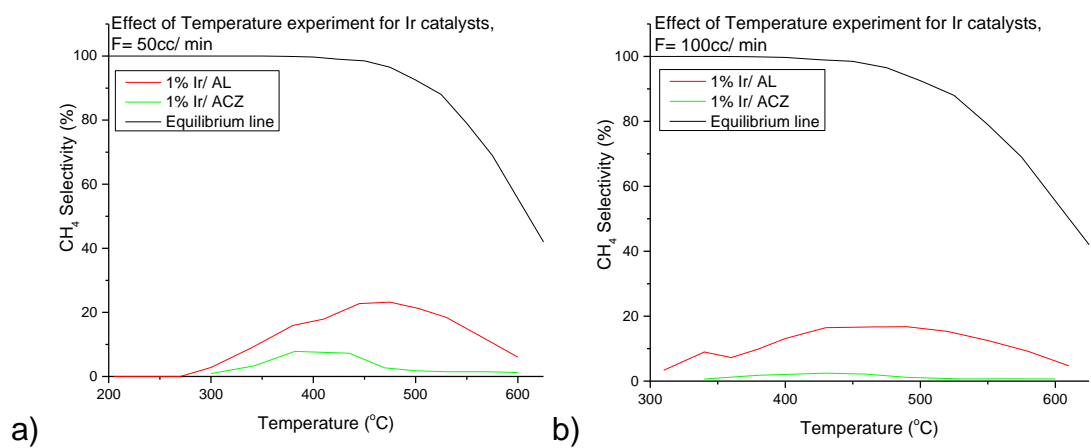 Effect of Temperature experiment for Ir catalysts,
F= 50cc/ min
100
80
60
40
20
0
CH₄ Selectivity (%)
1% Ir/ AL
1% Ir/ ACZ
Equilibrium line
200
300
400
500
600
Temperature (°C)
a)
Effect of Temperature experiment for Ir catalysts,
F= 100cc/ min
100
80
60
40
20
0
CH₄ Selectivity (%)
1% Ir/ AL
1% Ir/ ACZ
Equilibrium line
300
400
500
600
Temperature (°C)
b)